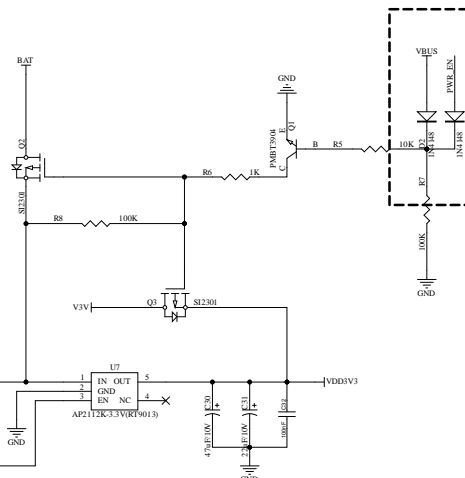 BAT
Q2
SI2301
GND
Q1
PMBT3904
E
B
C
R5
10K
VBUS
PWR_EN
D2
1N4148
1N4148
R7
100K
GND
R6
1K
R8
100K
V3V
Q3
SI2301
U7
1 IN OUT 5
2 GND
3 EN NC 4
AP2112K-3.3V(RT9013)
GND
VDD3V3
C30
47uF/10V
+
C31
22uF/10V
+
C32
100nF
GND